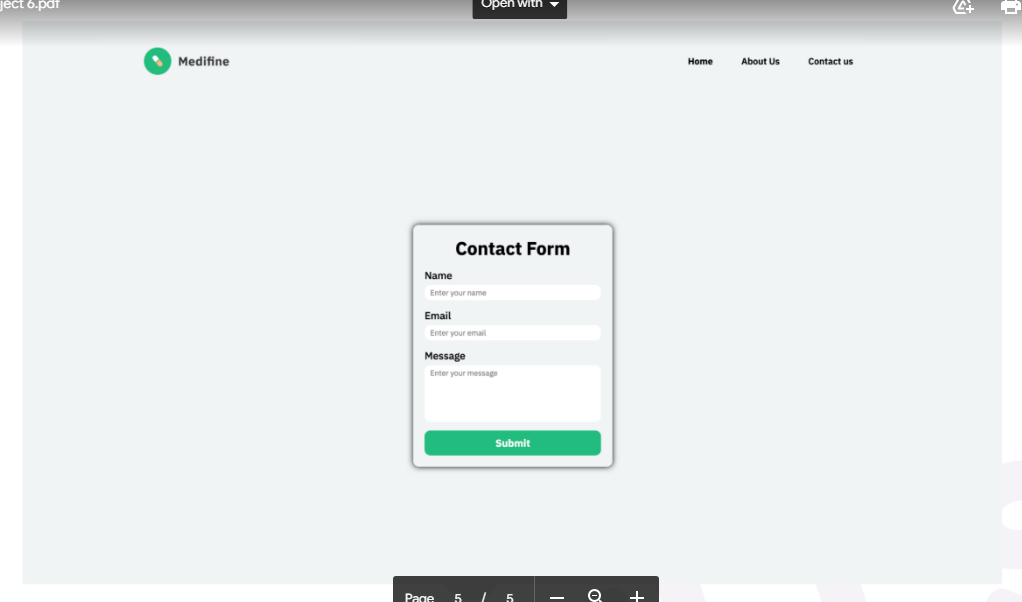 ject 6.pdf
Open with
Medifine
Home About Us Contact us
Contact Form
Name
Enter your name
Email
Enter your email
Message
Enter your message
Submit
Page 5 / 5